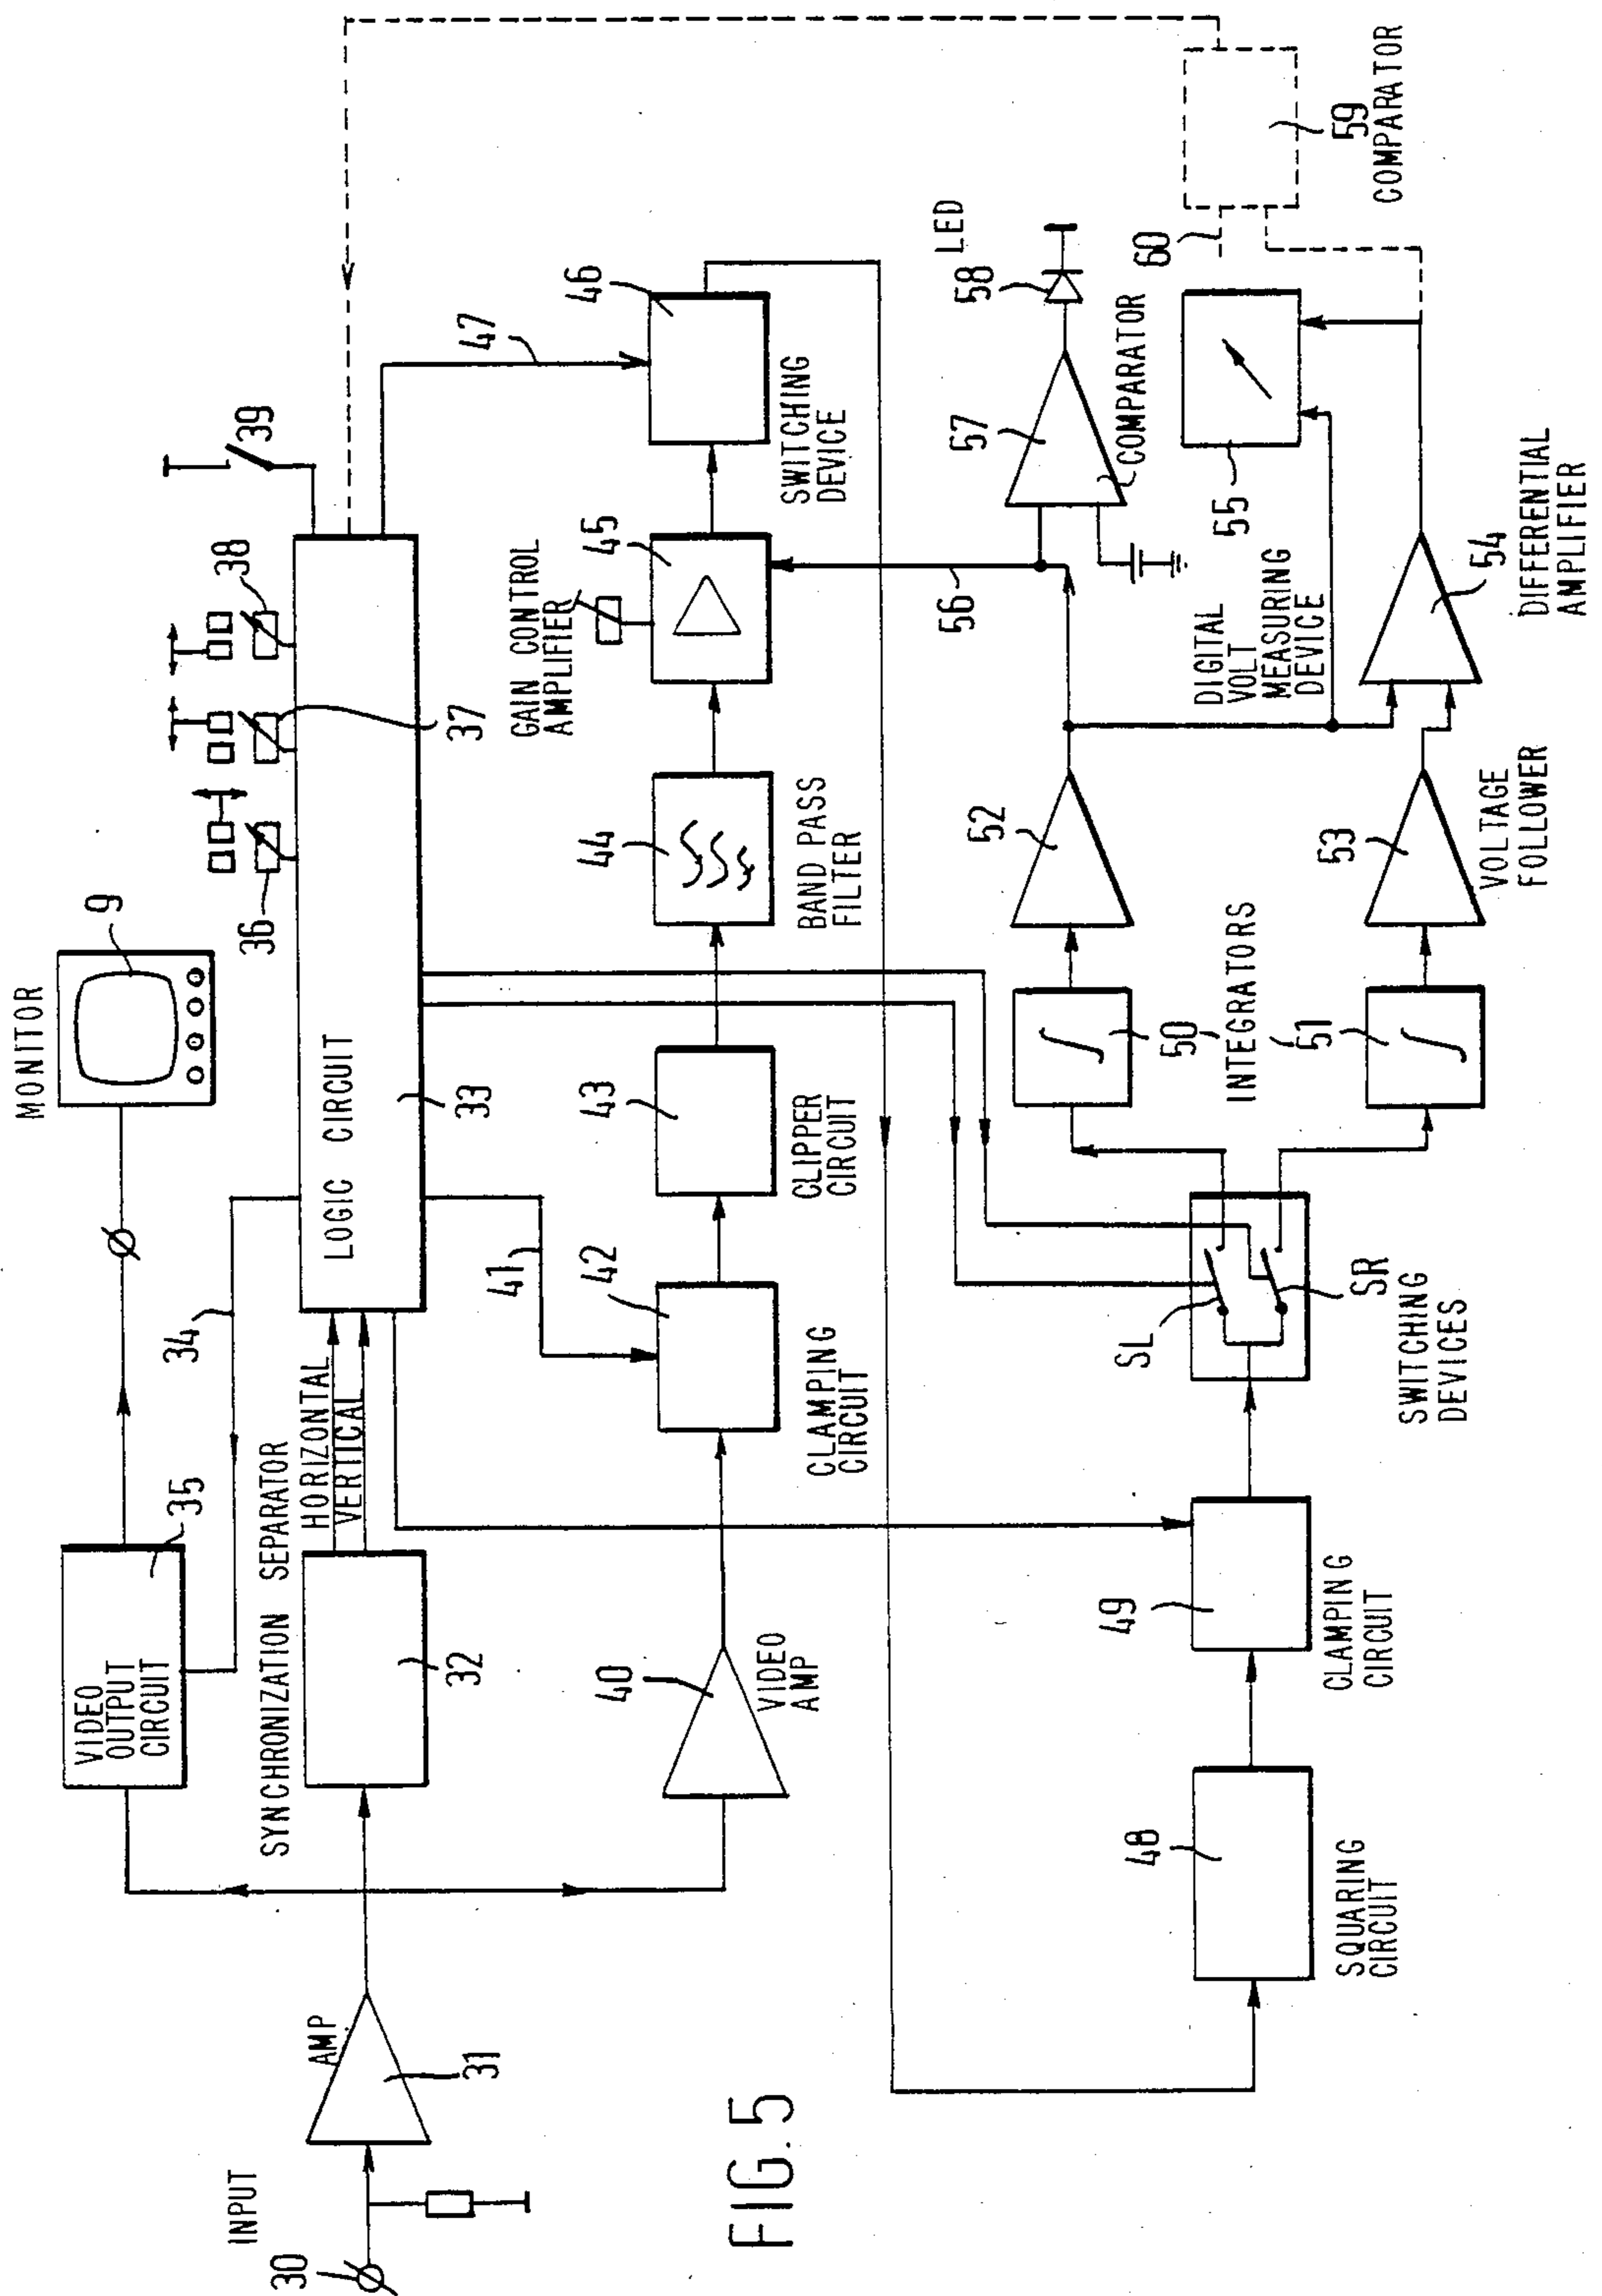 MONITOR
9
35
VIDEO
OUTPUT
CIRCUIT
34
36
37
38
39
SYNCHRONIZATION SEPARATOR
HORIZONTAL
VERTICAL
32
LOGIC CIRCUIT
33
INPUT
30
AMP
31
41
47
40
VIDEO
AMP
42
CLAMPING
CIRCUIT
43
CLIPPER
CIRCUIT
44
BAND PASS
FILTER
GAIN CONTROL
AMPLIFIER
45
46
SWITCHING
DEVICE
56
52
57
COMPARATOR
58
LED
48
SQUARING
CIRCUIT
49
CLAMPING
CIRCUIT
SL
SR
SWITCHING
DEVICES
50
INTEGRATORS
51
53
VOLTAGE
FOLLOWER
DIGITAL
VOLT
MEASURING
DEVICE
55
54
DIFFERENTIAL
AMPLIFIER
60
59
COMPARATOR
FIG. 5